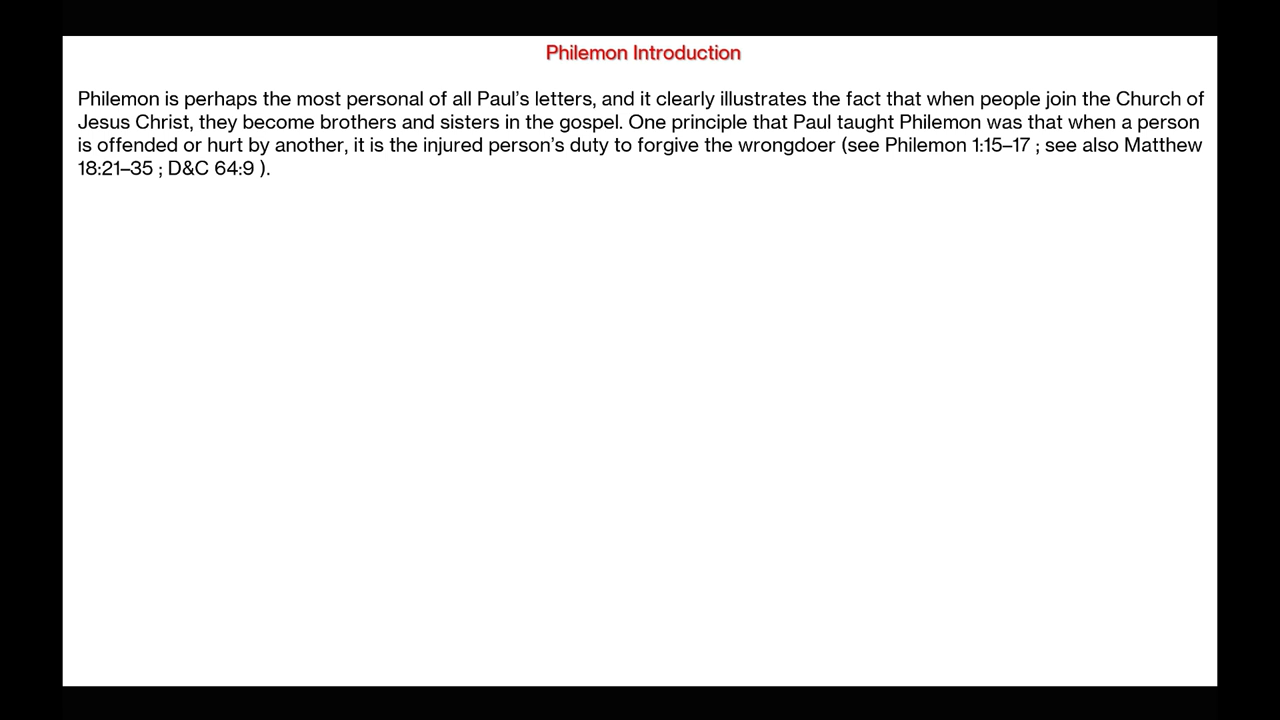 Philemon Introduction
Philemon is perhaps the most personal of all Paul’s letters, and it clearly illustrates the fact that when people join the Church of
Jesus Christ, they become brothers and sisters in the gospel. One principle that Paul taught Philemon was that when a person
is offended or hurt by another, it is the injured person’s duty to forgive the wrongdoer (see Philemon 1:15–17 ; see also Matthew
18:21–35 ; D&C 64:9 ).